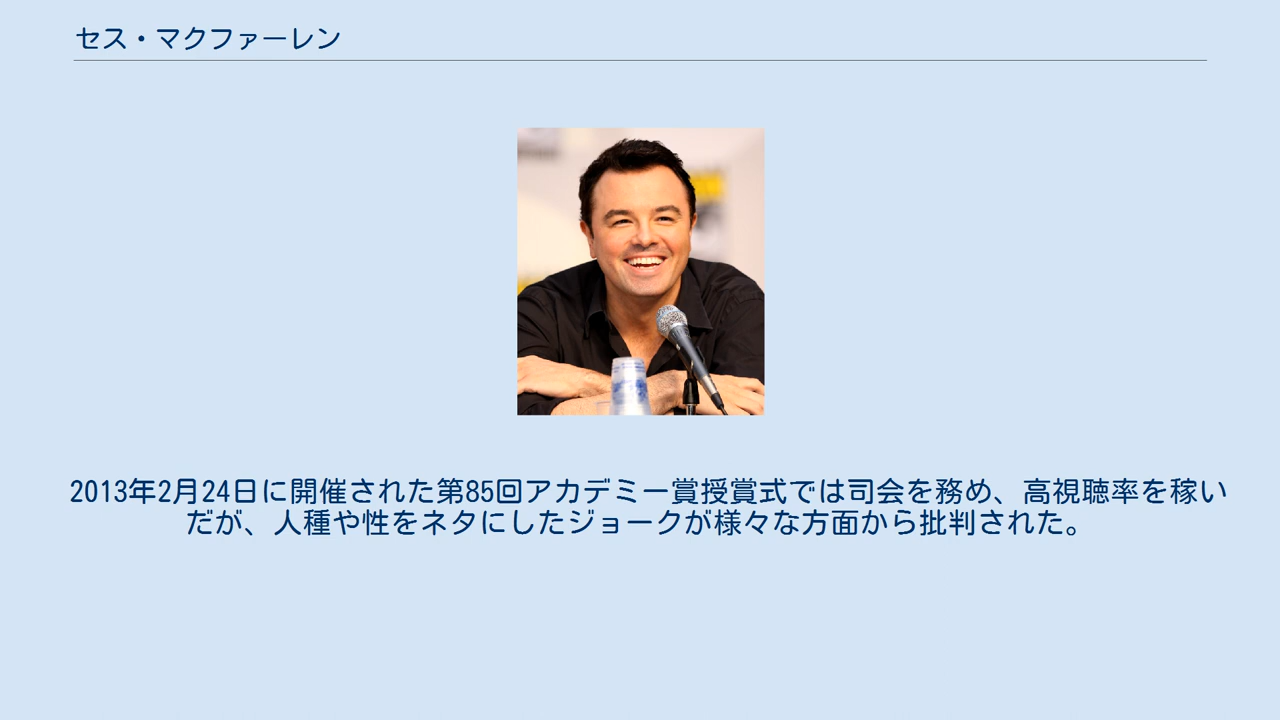 セス・マクファーレン
2013年2月24日に開催された第85回アカデミー賞授賞式では司会を務め、高視聴率を稼い
だが、人種や性をネタにしたジョークが様々な方面から批判された。